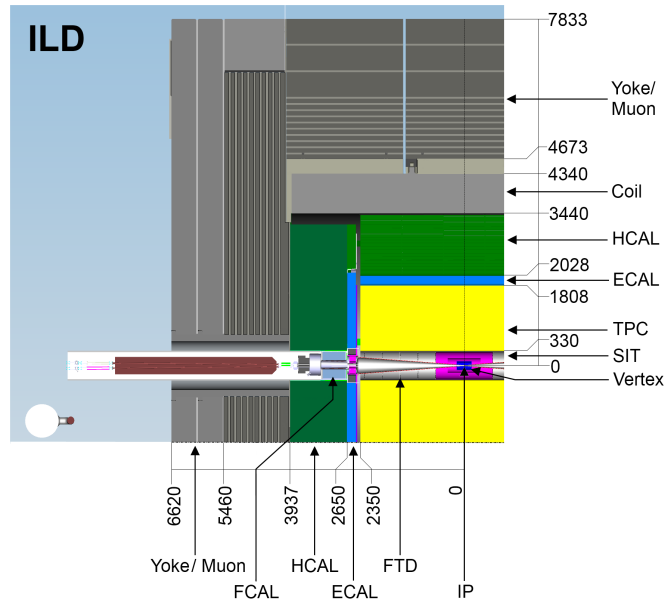 ILD
7833
Yoke/
Muon
4673
4340
Coil
3440
HCAL
2028
ECAL
1808
TPC
330
SIT
0
Vertex
6620
5460
3937
2650
2350
0
Yoke/ Muon
HCAL
FTD
FCAL
ECAL
IP